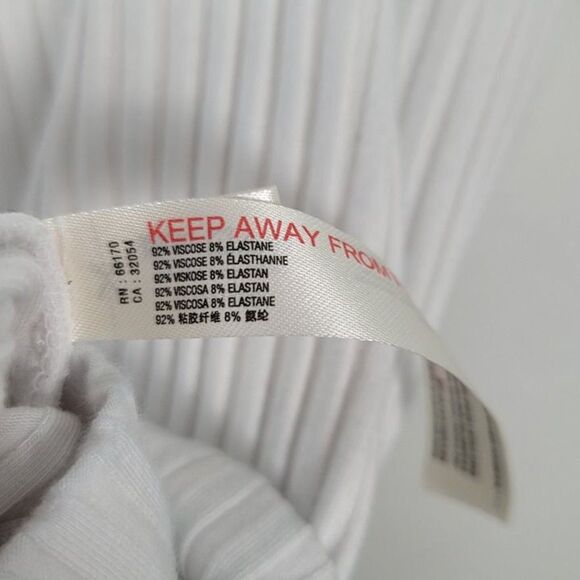 KEEP AWAY FROM
92% VISCOSE 8% ELASTANE
92% VISCOSE 8% ÉLASTHANNE
92% VISKOSE 8% ELASTAN
92% VISCOSA 8% ELASTAN
92% VISCOSA 8% ELASTANE
92% 粘胶纤维 8% 氨纶
RN : 66170
CA : 32054